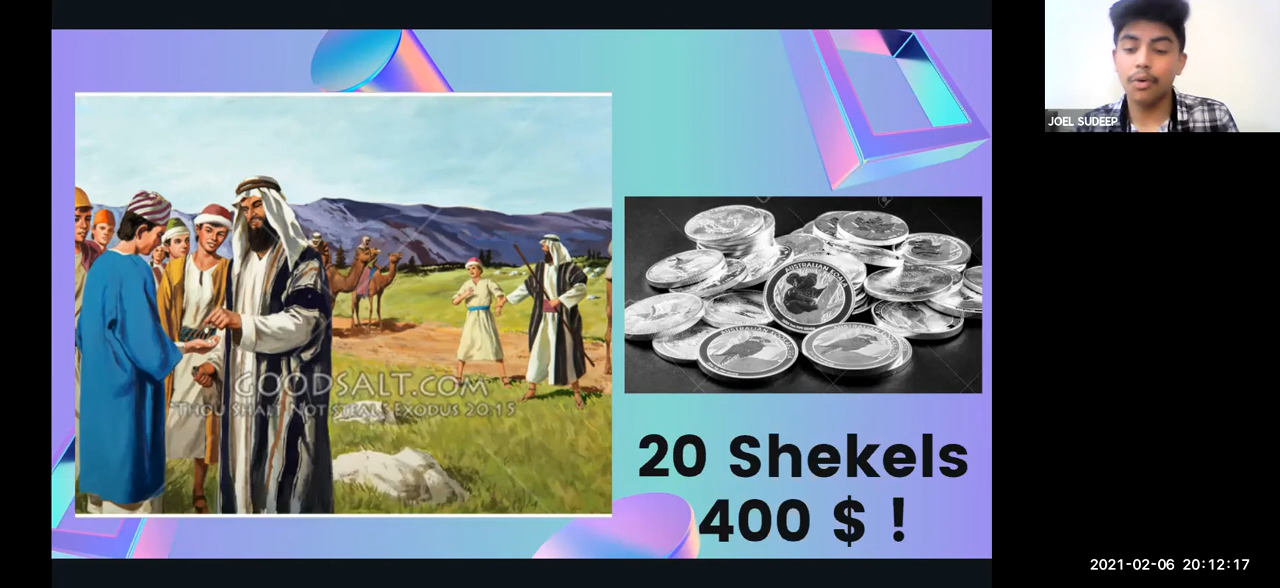 JOEL SUDEEP
GOODSALT.COM
"THOU SHALT NOT STEAL" EXODUS 20:15
AUSTRALIAN KOALA
20 Shekels
400 $ !
2021-02-06 20:12:17